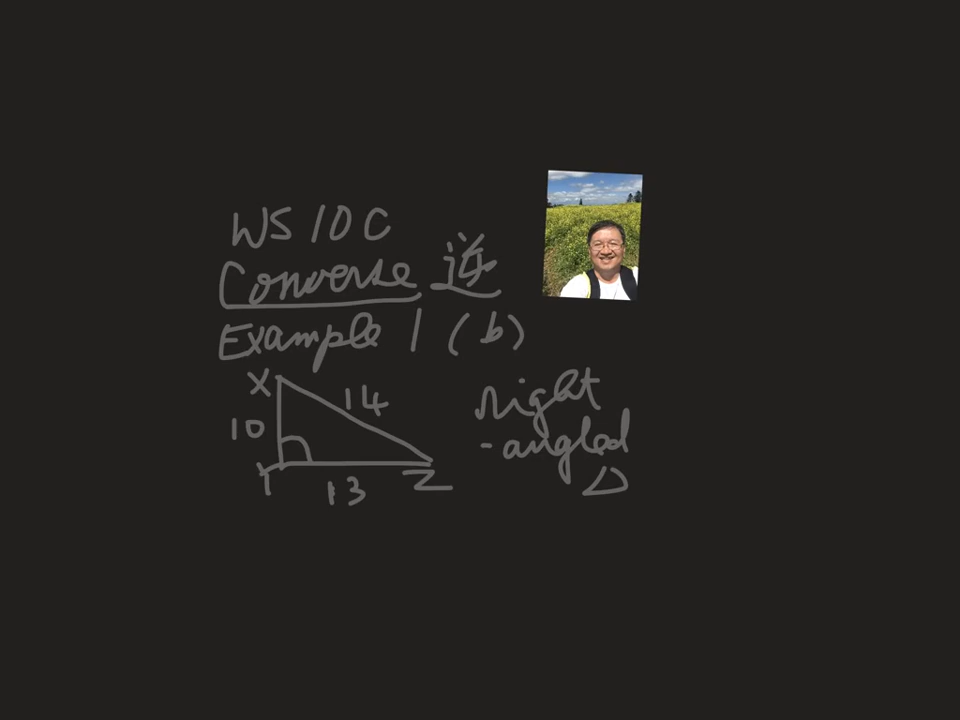 WS 10C
Converse 逆
Example 1 (b)
X
14
10
Y
13
Z
right
-angled
△